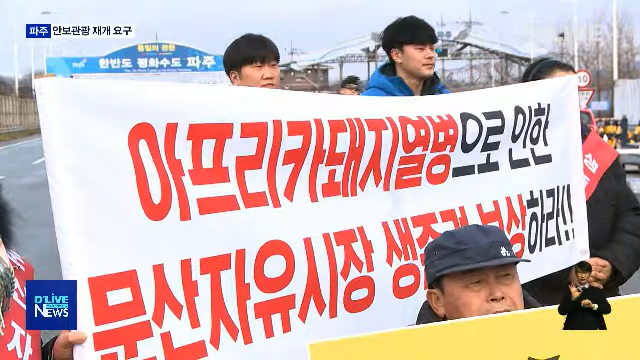 파주 안보관광 재개 요구
통일의 관문
한반도 평화수도 파주
아프리카돼지열병으로 인한
문산자유시장 생존권 보상하라!!
D'LIVE
NEWS